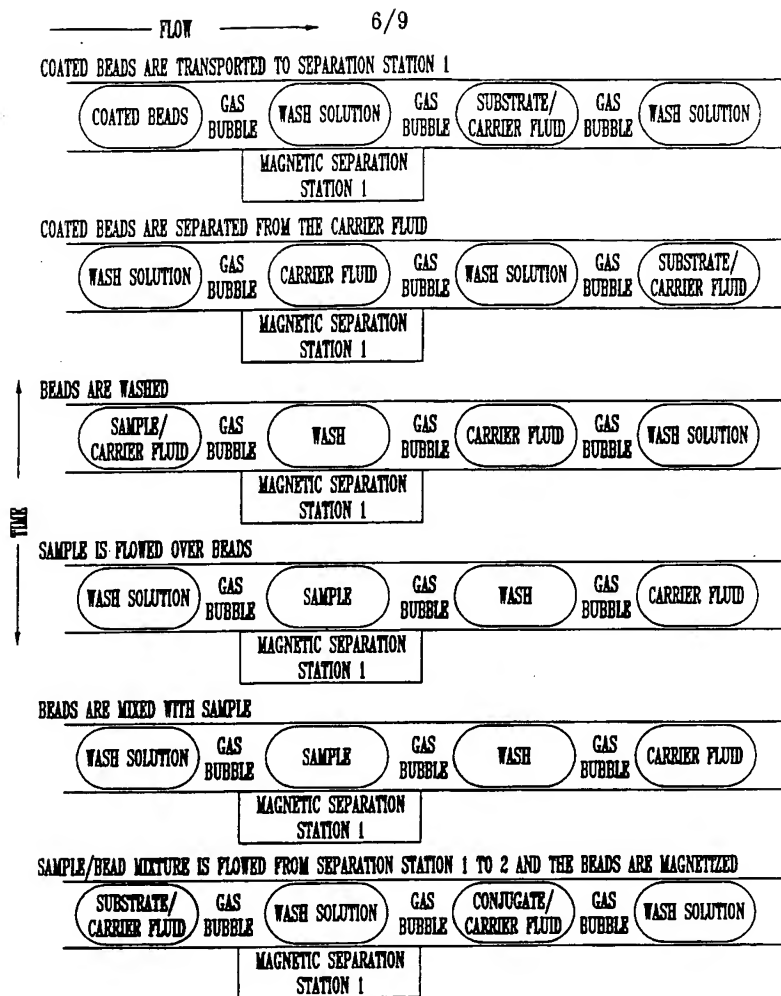 FLOW
6/9
COATED BEADS ARE TRANSPORTED TO SEPARATION STATION 1
COATED BEADS GAS BUBBLE WASH SOLUTION GAS BUBBLE SUBSTRATE/ CARRIER FLUID GAS BUBBLE WASH SOLUTION
MAGNETIC SEPARATION
STATION 1
COATED BEADS ARE SEPARATED FROM THE CARRIER FLUID
WASH SOLUTION GAS BUBBLE CARRIER FLUID GAS BUBBLE WASH SOLUTION GAS BUBBLE SUBSTRATE/ CARRIER FLUID
MAGNETIC SEPARATION
STATION 1
TIME
BEADS ARE WASHED
SAMPLE/ CARRIER FLUID GAS BUBBLE WASH GAS BUBBLE CARRIER FLUID GAS BUBBLE WASH SOLUTION
MAGNETIC SEPARATION
STATION 1
SAMPLE IS FLOWED OVER BEADS
WASH SOLUTION GAS BUBBLE SAMPLE GAS BUBBLE WASH GAS BUBBLE CARRIER FLUID
MAGNETIC SEPARATION
STATION 1
BEADS ARE MIXED WITH SAMPLE
WASH SOLUTION GAS BUBBLE SAMPLE GAS BUBBLE WASH GAS BUBBLE CARRIER FLUID
MAGNETIC SEPARATION
STATION 1
SAMPLE/BEAD MIXTURE IS FLOWED FROM SEPARATION STATION 1 TO 2 AND THE BEADS ARE MAGNETIZED
SUBSTRATE/ CARRIER FLUID GAS BUBBLE WASH SOLUTION GAS BUBBLE CONJUGATE/ CARRIER FLUID GAS BUBBLE WASH SOLUTION
MAGNETIC SEPARATION
STATION 1